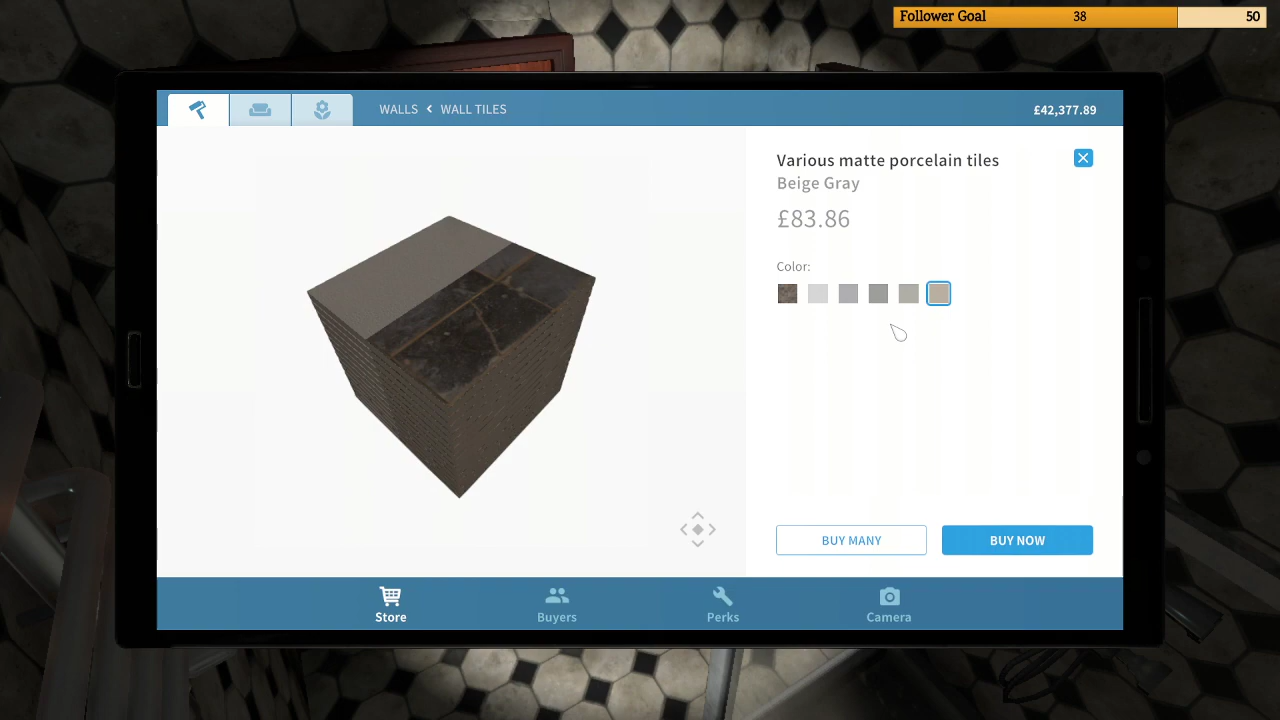 Follower Goal 38 50
WALLS < WALL TILES £42,377.89
Various matte porcelain tiles
Beige Gray
£83.86
Color:
BUY MANY BUY NOW
Store Buyers Perks Camera